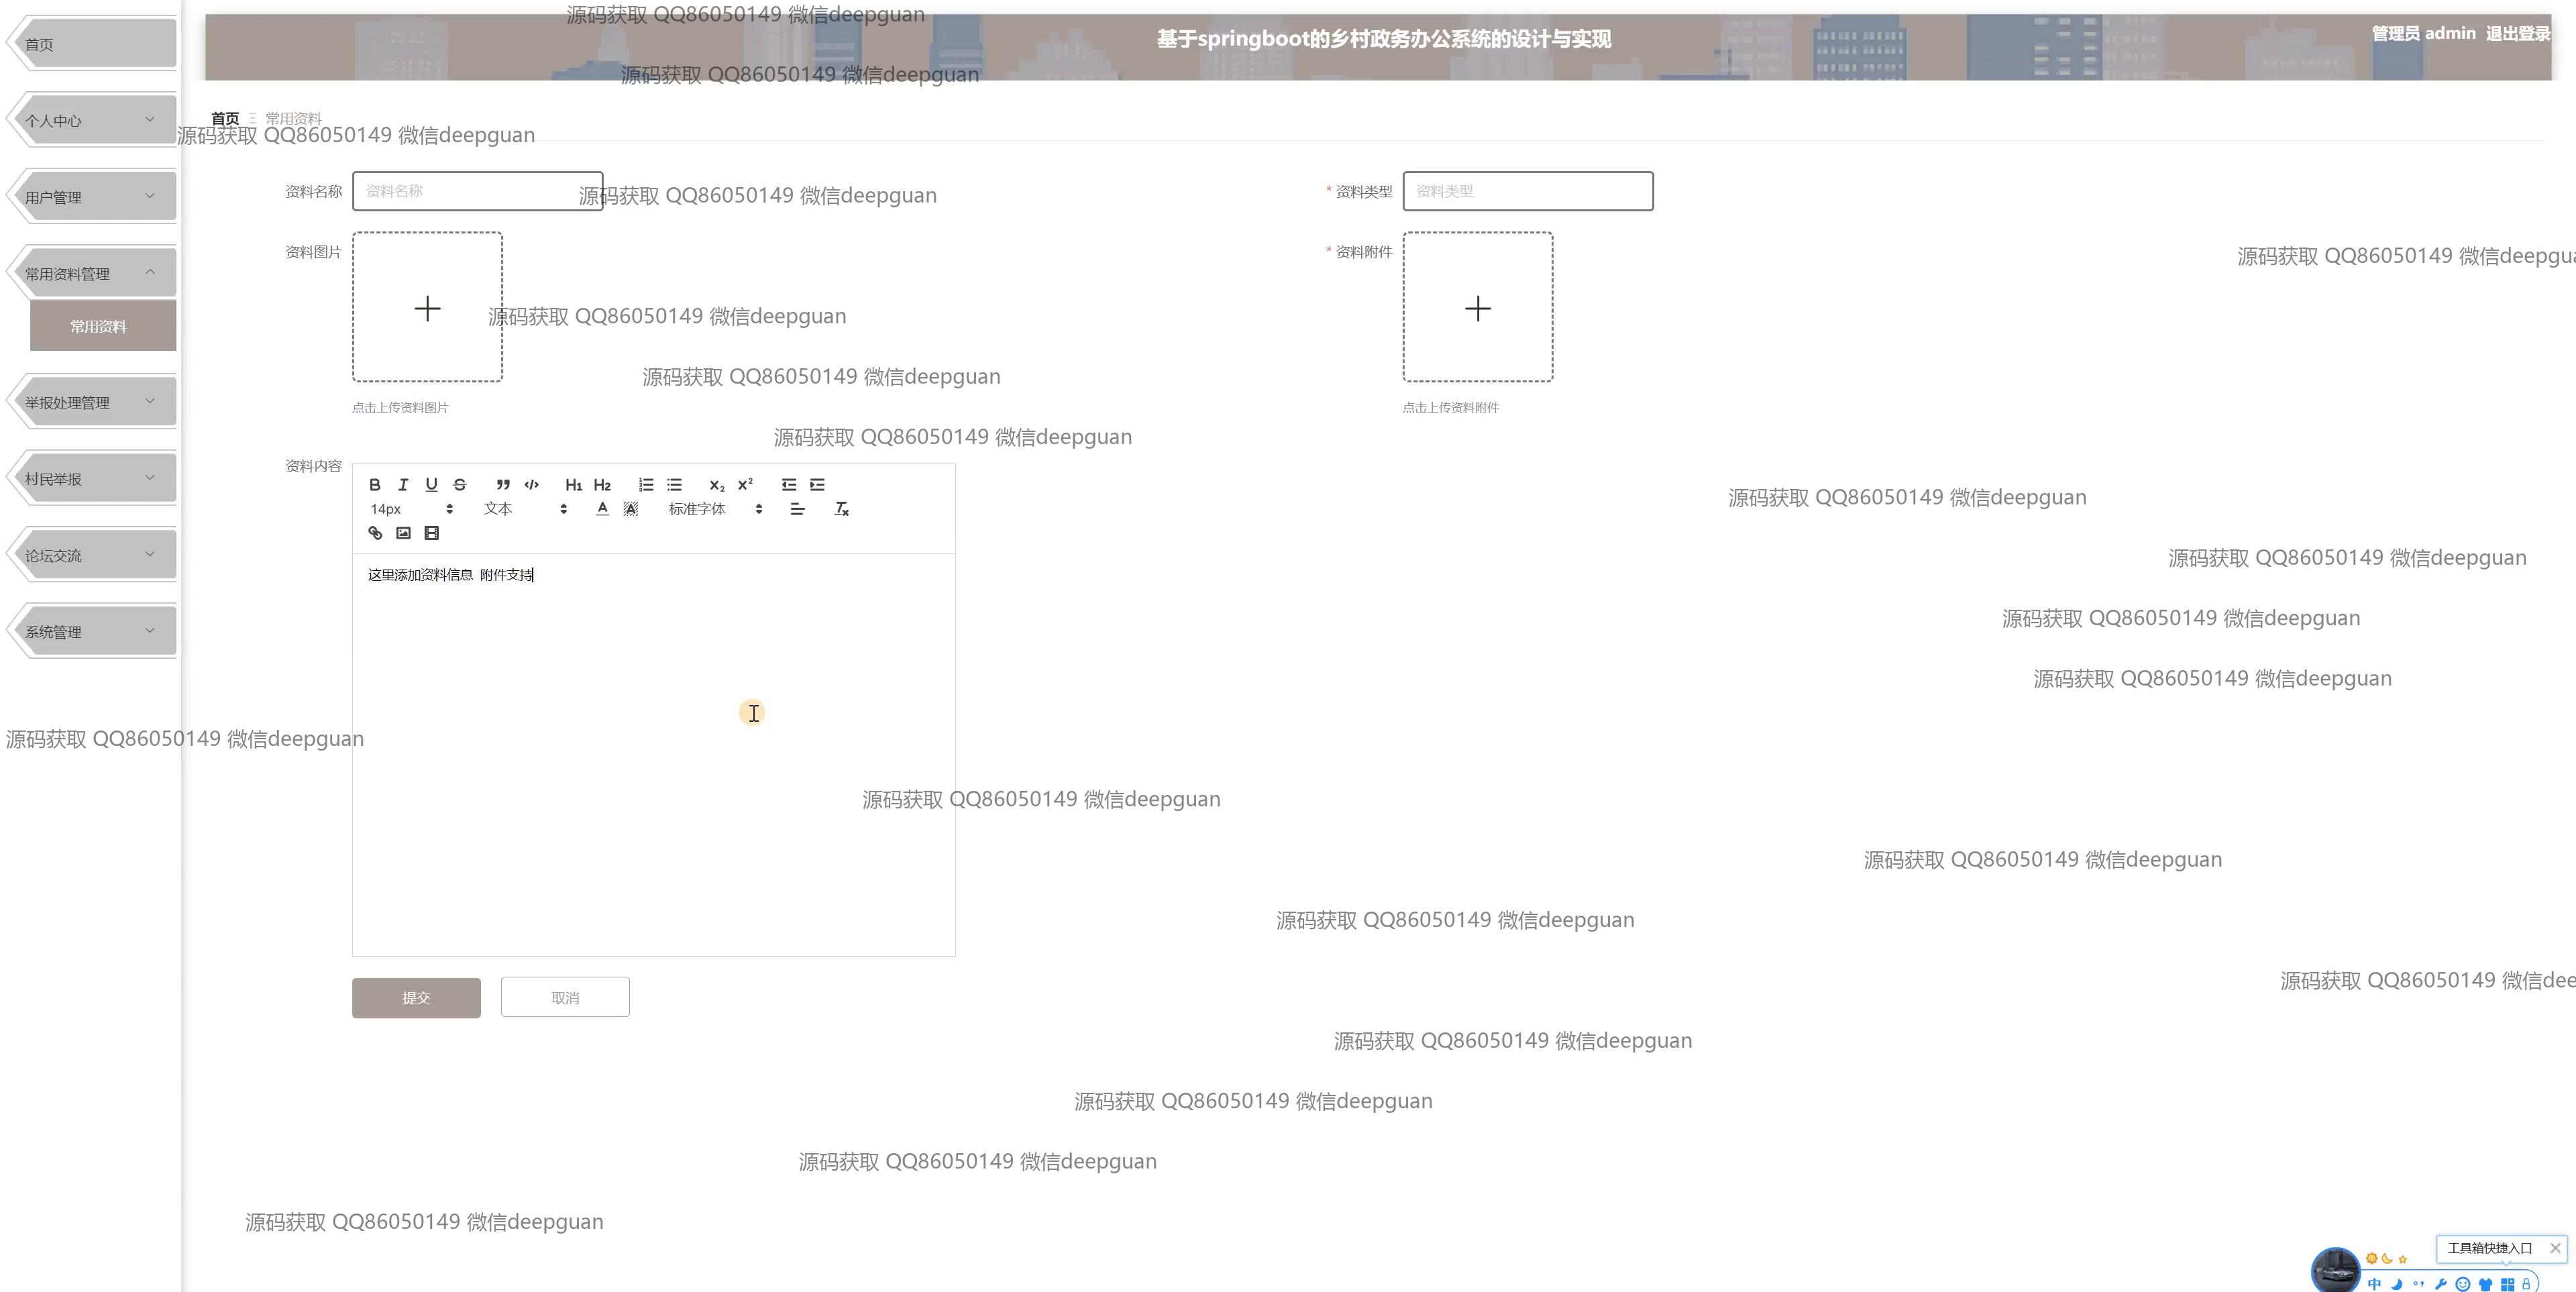 源码获取 QQ86050149 微信deepguan
基于springboot的乡村政务办公系统的设计与实现
管理员 admin 退出登录
首页
源码获取 QQ86050149 微信deepguan
首页 常用资料
个人中心
源码获取 QQ86050149 微信deepguan
资料名称 资料名称
源码获取 QQ86050149 微信deepguan
* 资料类型 资料类型
用户管理
资料图片
* 资料附件
源码获取 QQ86050149 微信deepgua
常用资料管理
源码获取 QQ86050149 微信deepguan
常用资料
源码获取 QQ86050149 微信deepguan
点击上传资料图片
点击上传资料附件
举报处理管理
源码获取 QQ86050149 微信deepguan
资料内容
村民举报
B I U S H1 H2 X2 X2
源码获取 QQ86050149 微信deepguan
14px 文本 A A 标准字体 Tx
论坛交流
源码获取 QQ86050149 微信deepguan
这里添加资料信息 附件支持
源码获取 QQ86050149 微信deepguan
系统管理
源码获取 QQ86050149 微信deepguan
源码获取 QQ86050149 微信deepguan
源码获取 QQ86050149 微信deepguan
源码获取 QQ86050149 微信deepguan
源码获取 QQ86050149 微信deepguan
源码获取 QQ86050149 微信dee
提交 取消
源码获取 QQ86050149 微信deepguan
源码获取 QQ86050149 微信deepguan
源码获取 QQ86050149 微信deepguan
源码获取 QQ86050149 微信deepguan
工具箱快捷入口
中